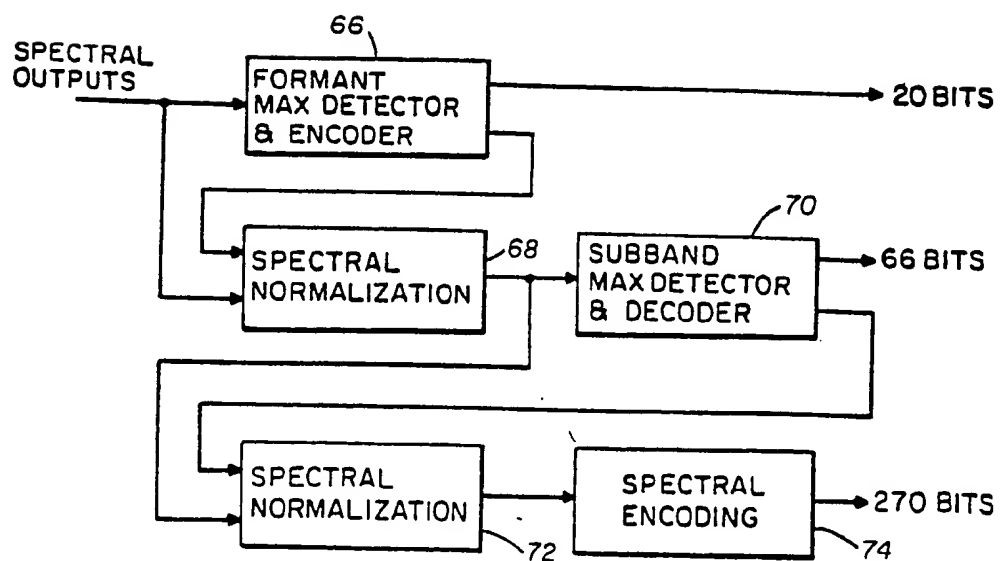 66
SPECTRAL
OUTPUTS
FORMANT
MAX DETECTOR
& ENCODER
20 BITS
70
68
SPECTRAL
NORMALIZATION
SUBBAND
MAX DETECTOR
& DECODER
66 BITS
SPECTRAL
NORMALIZATION
72
SPECTRAL
ENCODING
74
270 BITS